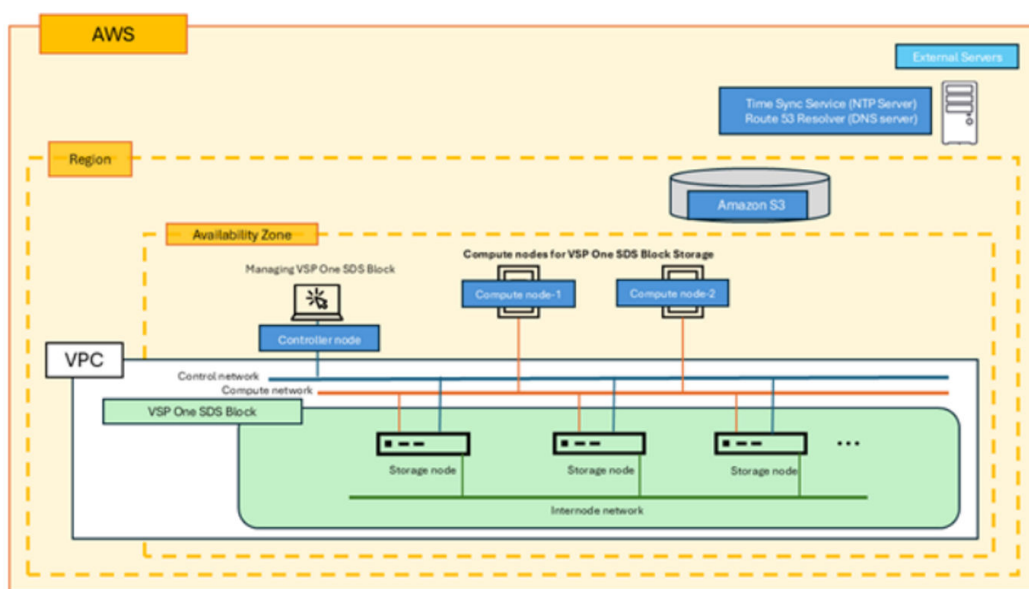 AWS
External Servers
Time Sync Service (NTP Server)
Route 53 Resolver (DNS server)
Region
Amazon S3
Availability Zone
Managing VSP One SDS Block
Compute nodes for VSP One SDS Block Storage
Compute node-1
Compute node-2
Controller node
VPC
Control network
Compute network
VSP One SDS Block
Storage node
Storage node
Storage node
Internode network